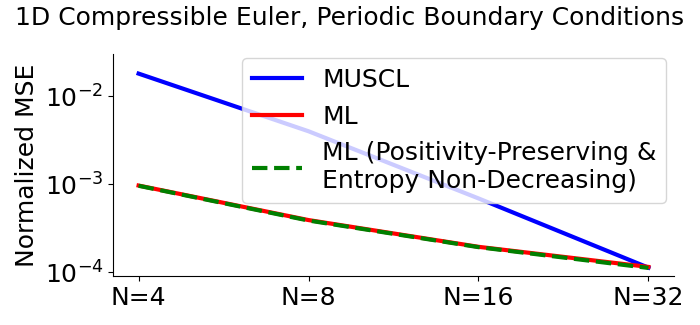 1D Compressible Euler, Periodic Boundary Conditions
Normalized MSE
10⁻²
10⁻³
10⁻⁴
MUSCL
ML
ML (Positivity-Preserving &
Entropy Non-Decreasing)
N=4
N=8
N=16
N=32